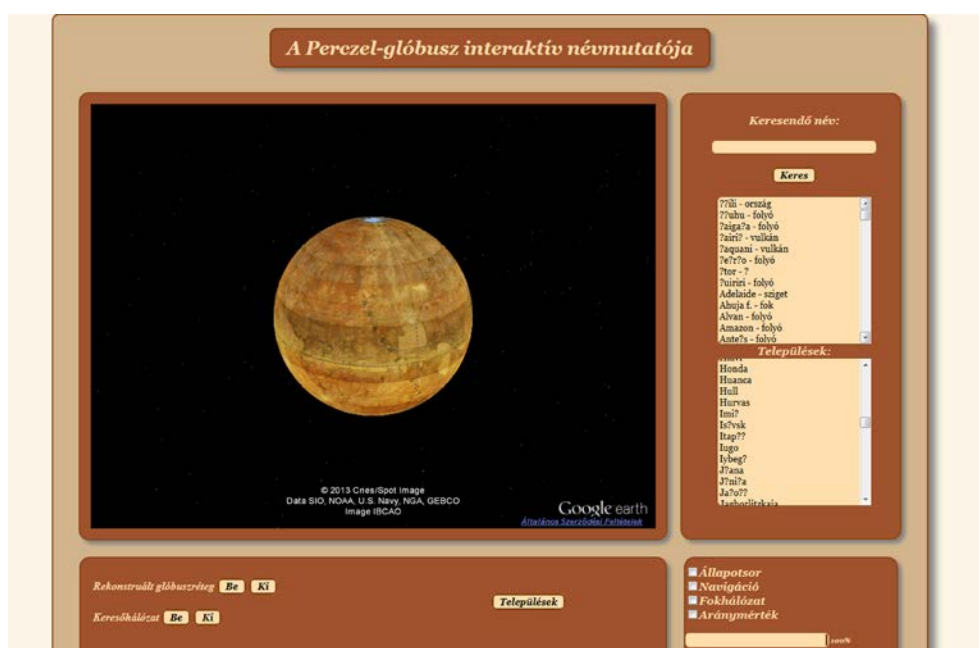 A Perczel-glóbusz interaktív névmutatója
© 2013 Cnes/Spot Image
Data SIO, NOAA, U.S. Navy, NGA, GEBCO
Image IBCAO
Google earth
Általános Szerződési Feltételek
Keresendő név:
Keres
??ili - ország
??uhu - folyó
?aiga?a - folyó
?airi? - vulkán
?aquani - vulkán
?e?r?o - folyó
?tor - ?
?uiriri - folyó
Adelaide - sziget
Ahuja f. - fok
Alvan - folyó
Amazon - folyó
Ante?s - folyó
Települések:
Honda
Huanca
Hull
Hurvas
Imi?
Is?vsk
Itap??
Iugo
Iybeg?
J?ana
J?ni?a
Ja?o??
Jaghorlitzkaja
Rekonstruált glóbuszréteg Be Ki
Keresőhálózat Be Ki
Települések
Állapotsor
Navigáció
Fokhálózat
Aránymérték
100%